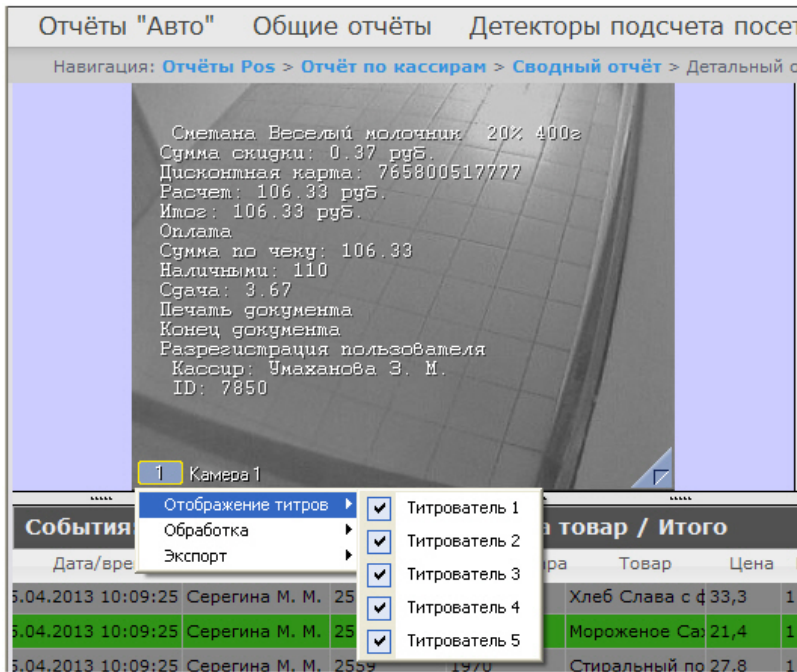 Отчёты "Авто" Общие отчёты Детекторы подсчета
Навигация: Отчёты Pos > Отчёт по кассирам > Сводный отчёт > Детальный
Сметана Веселый молочник 20% 400г
Сумма скидки: 0.37 руб.
Дисконтная карта: 765800517777
Расчет: 106.33 руб.
Итог: 106.33 руб.
Оплата
Сумма по чеку: 106.33
Наличными: 110
Сдача: 3.67
Печать документа
Конец документа
Разрегистрация пользователя
Кассир: Умаханова З. М.
ID: 7850
1 Камера 1
Отображение титров
Обработка
Экспорт
Титрователь 1
Титрователь 2
Титрователь 3
Титрователь 4
Титрователь 5
События товар / Итого
Дата/вре Товар Цена
5.04.2013 10:09:25 Серегина М. М. 25 Хлеб Слава с ф 33,3 1
5.04.2013 10:09:25 Серегина М. М. 25 Мороженое Сах 21,4 1
5.04.2013 10:09:25 Серегина М. М. 2559 1970 Стиральный по 27,8 1